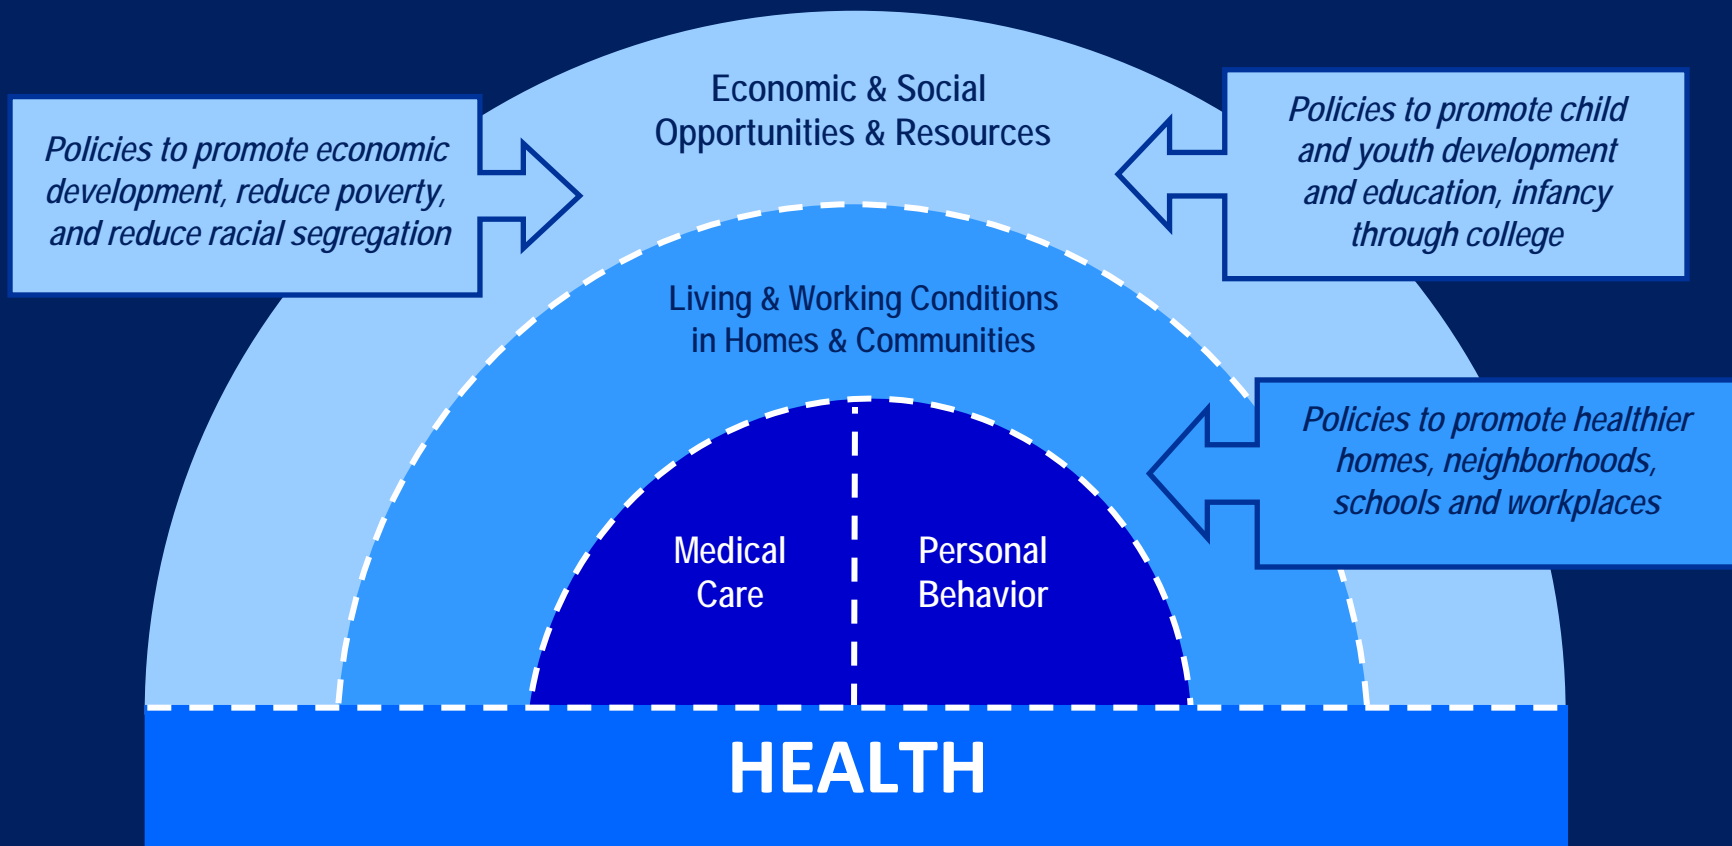 Economic & Social
Opportunities & Resources
Policies to promote economic
development, reduce poverty,
and reduce racial segregation
Policies to promote child
and youth development
and education, infancy
through college
Living & Working Conditions
in Homes & Communities
Policies to promote healthier
homes, neighborhoods,
schools and workplaces
Medical
Care
Personal
Behavior
HEALTH